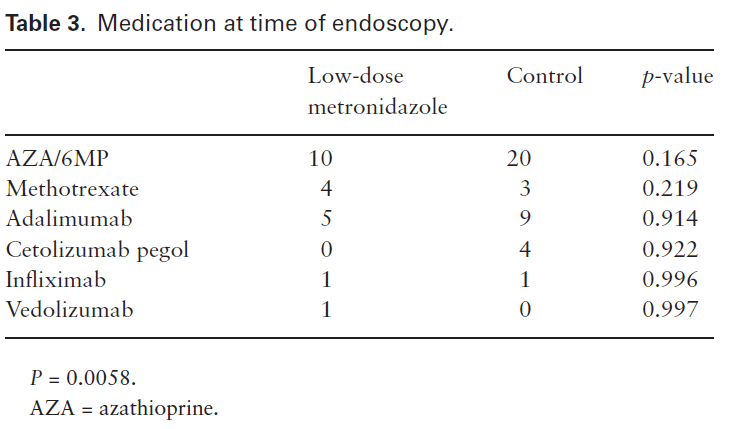 Table 3. Medication at time of endoscopy.
Low-dose metronidazole Control p-value
AZA/6MP 10 20 0.165
Methotrexate 4 3 0.219
Adalimumab 5 9 0.914
Cetolizumab pegol 0 4 0.922
Infliximab 1 1 0.996
Vedolizumab 1 0 0.997
P = 0.0058.
AZA = azathioprine.